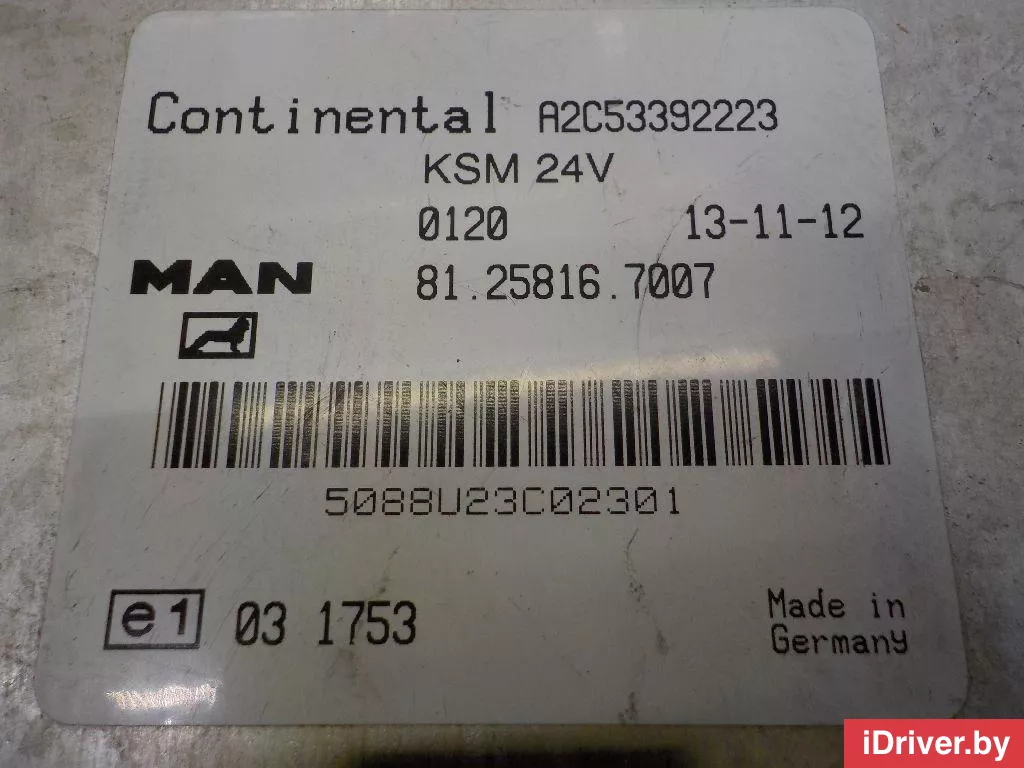 Continental A2C53392223
KSM 24V
0120 13-11-12
MAN 81.25816.7007
5088U23C02301
e1 03 1753
Made in
Germany
iDriver.by